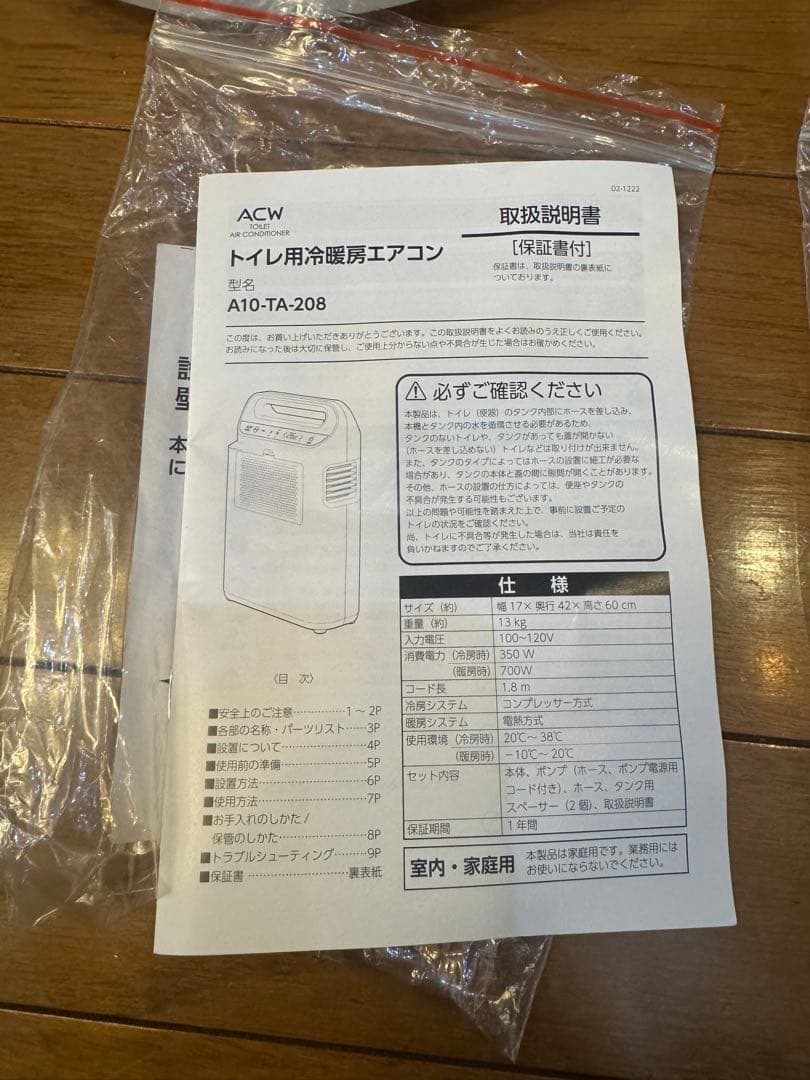 02-1222
ACW
TOILET
AIR CONDITIONER
取扱説明書
[保証書付]
保証書は、取扱説明書の裏表紙に
ついております。
トイレ用冷暖房エアコン
型名
A10-TA-208
この度は、お買い上げいただきありがとうございます。この取扱説明書をよくお読みのうえ正しくご使用ください。
お読みになった後は大切に保管し、ご使用上分からない点や不具合が生じた場合はお確かめください。
⚠ 必ずご確認ください
本製品は、トイレ（便器）のタンク内部にホースを差し込み、
本機とタンク内の水を循環させる必要があるため、
タンクのないトイレや、タンクがあっても蓋が開かない
（ホースを差し込めない）トイレなどは取り付けが出来ません。
また、タンクのタイプによってはホースの設置に細工が必要な
場合があり、タンクの本体と蓋の間に隙間が開くことがあります。
その他、ホースの設置の仕方によっては、便座やタンクの
不具合が発生する可能性もございます。
以上の問題や可能性を踏まえた上で、事前に設置ご予定の
トイレの状況をご確認ください。
尚、トイレに不具合等が発生した場合は、当社は責任を
負いかねますのでご了承ください。
仕 様
サイズ（約） 幅 17× 奥行 42× 高さ 60 cm
重量（約） 13 kg
入力電圧 100~120V
消費電力（冷房時） 350 W
（暖房時） 700W
コード長 1.8 m
冷房システム コンプレッサー方式
暖房システム 電熱方式
使用環境（冷房時） 20℃~ 38℃
（暖房時） −10℃~ 20℃
セット内容 本体、ポンプ（ホース、ポンプ電源用
コード付き）、ホース、タンク用
スペーサー（2 個）、取扱説明書
保証期間 1 年間
室内・家庭用 本製品は家庭用です。業務用には
お使いにならないでください。
〈目 次〉
■安全上のご注意……………1 ~ 2P
■各部の名称・パーツリスト……3P
■設置について…………………4P
■使用前の準備…………………5P
■設置方法………………………6P
■使用方法………………………7P
■お手入れのしかた /
保管のしかた…………………8P
■トラブルシューティング………9P
■保証書 …………………裏表紙
本
に